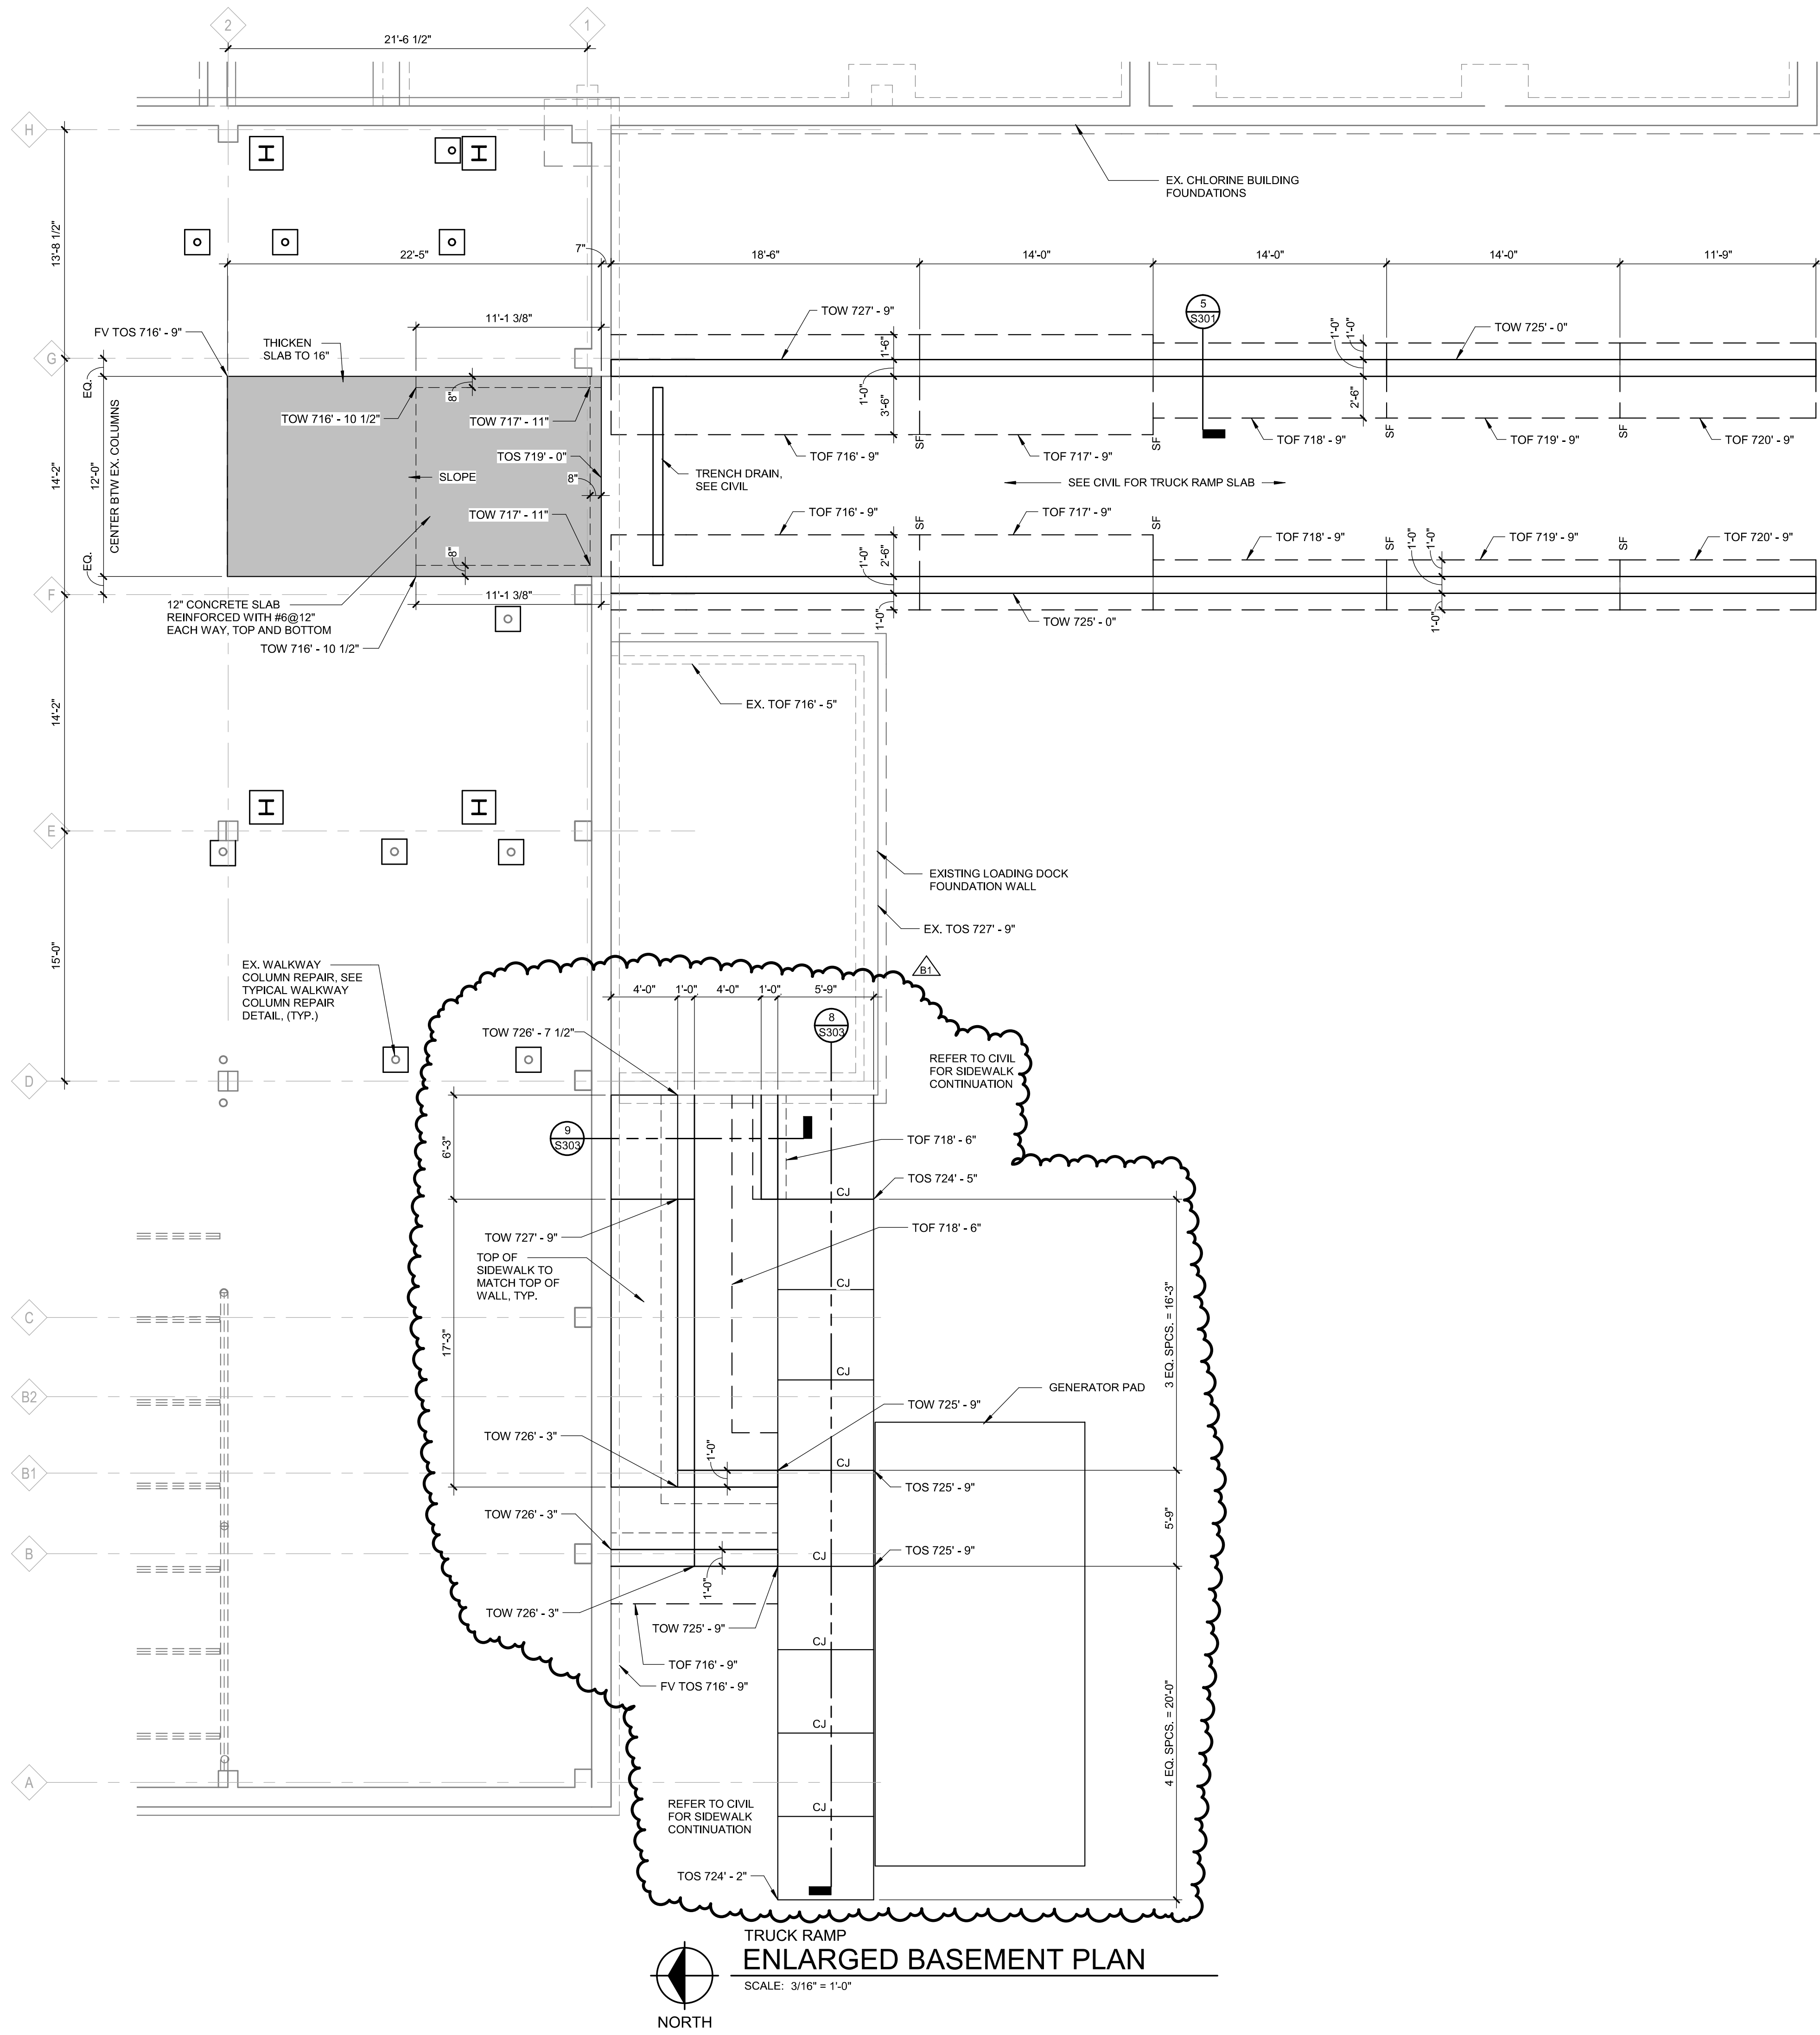 2
1
21'-6 1/2"
H
EX. CHLORINE BUILDING
FOUNDATIONS
13'-8 1/2"
7"
22'-5"
18'-6"
14'-0"
14'-0"
14'-0"
11'-9"
5
S301
11'-1 3/8"
TOW 727' - 9"
TOW 725' - 0"
FV TOS 716' - 9"
THICKEN
SLAB TO 16"
1'-6"
1'-0"
1'-0"
G
EQ.
8"
1'-0"
3'-6"
2'-6"
TOW 716' - 10 1/2"
TOW 717' - 11"
SF
SF
SF
SF
TOF 718' - 9"
TOF 719' - 9"
TOF 720' - 9"
TOS 719' - 0"
TOF 716' - 9"
TOF 717' - 9"
14'-2"
12'-0"
CENTER BTW EX. COLUMNS
SLOPE
8"
TRENCH DRAIN,
SEE CIVIL
SEE CIVIL FOR TRUCK RAMP SLAB
TOW 717' - 11"
TOF 716' - 9"
TOF 717' - 9"
SF
SF
SF
SF
TOF 718' - 9"
TOF 719' - 9"
TOF 720' - 9"
8"
EQ.
1'-0"
2'-6"
1'-0"
1'-0"
F
11'-1 3/8"
12" CONCRETE SLAB
REINFORCED WITH #6@12"
EACH WAY, TOP AND BOTTOM
1'-0"
1'-0"
TOW 725' - 0"
TOW 716' - 10 1/2"
EX. TOF 716' - 5"
14'-2"
E
EXISTING LOADING DOCK
FOUNDATION WALL
EX. TOS 727' - 9"
15'-0"
EX. WALKWAY
COLUMN REPAIR, SEE
TYPICAL WALKWAY
COLUMN REPAIR
DETAIL, (TYP.)
B1
4'-0"
1'-0"
4'-0"
1'-0"
5'-9"
8
S303
TOW 726' - 7 1/2"
REFER TO CIVIL
FOR SIDEWALK
CONTINUATION
D
9
S303
6'-3"
TOF 718' - 6"
TOS 724' - 5"
CJ
TOF 718' - 6"
TOW 727' - 9"
TOP OF
SIDEWALK TO
MATCH TOP OF
WALL, TYP.
CJ
C
17'-3"
3 EQ. SPCS. = 16'-3"
CJ
GENERATOR PAD
B2
TOW 725' - 9"
TOW 726' - 3"
1'-0"
CJ
B1
TOS 725' - 9"
TOW 726' - 3"
5'-9"
B
CJ
TOS 725' - 9"
1'-0"
TOW 726' - 3"
TOW 725' - 9"
CJ
TOF 716' - 9"
FV TOS 716' - 9"
CJ
4 EQ. SPCS. = 20'-0"
A
REFER TO CIVIL
FOR SIDEWALK
CONTINUATION
CJ
TOS 724' - 2"
TRUCK RAMP
ENLARGED BASEMENT PLAN
SCALE: 3/16" = 1'-0"
NORTH